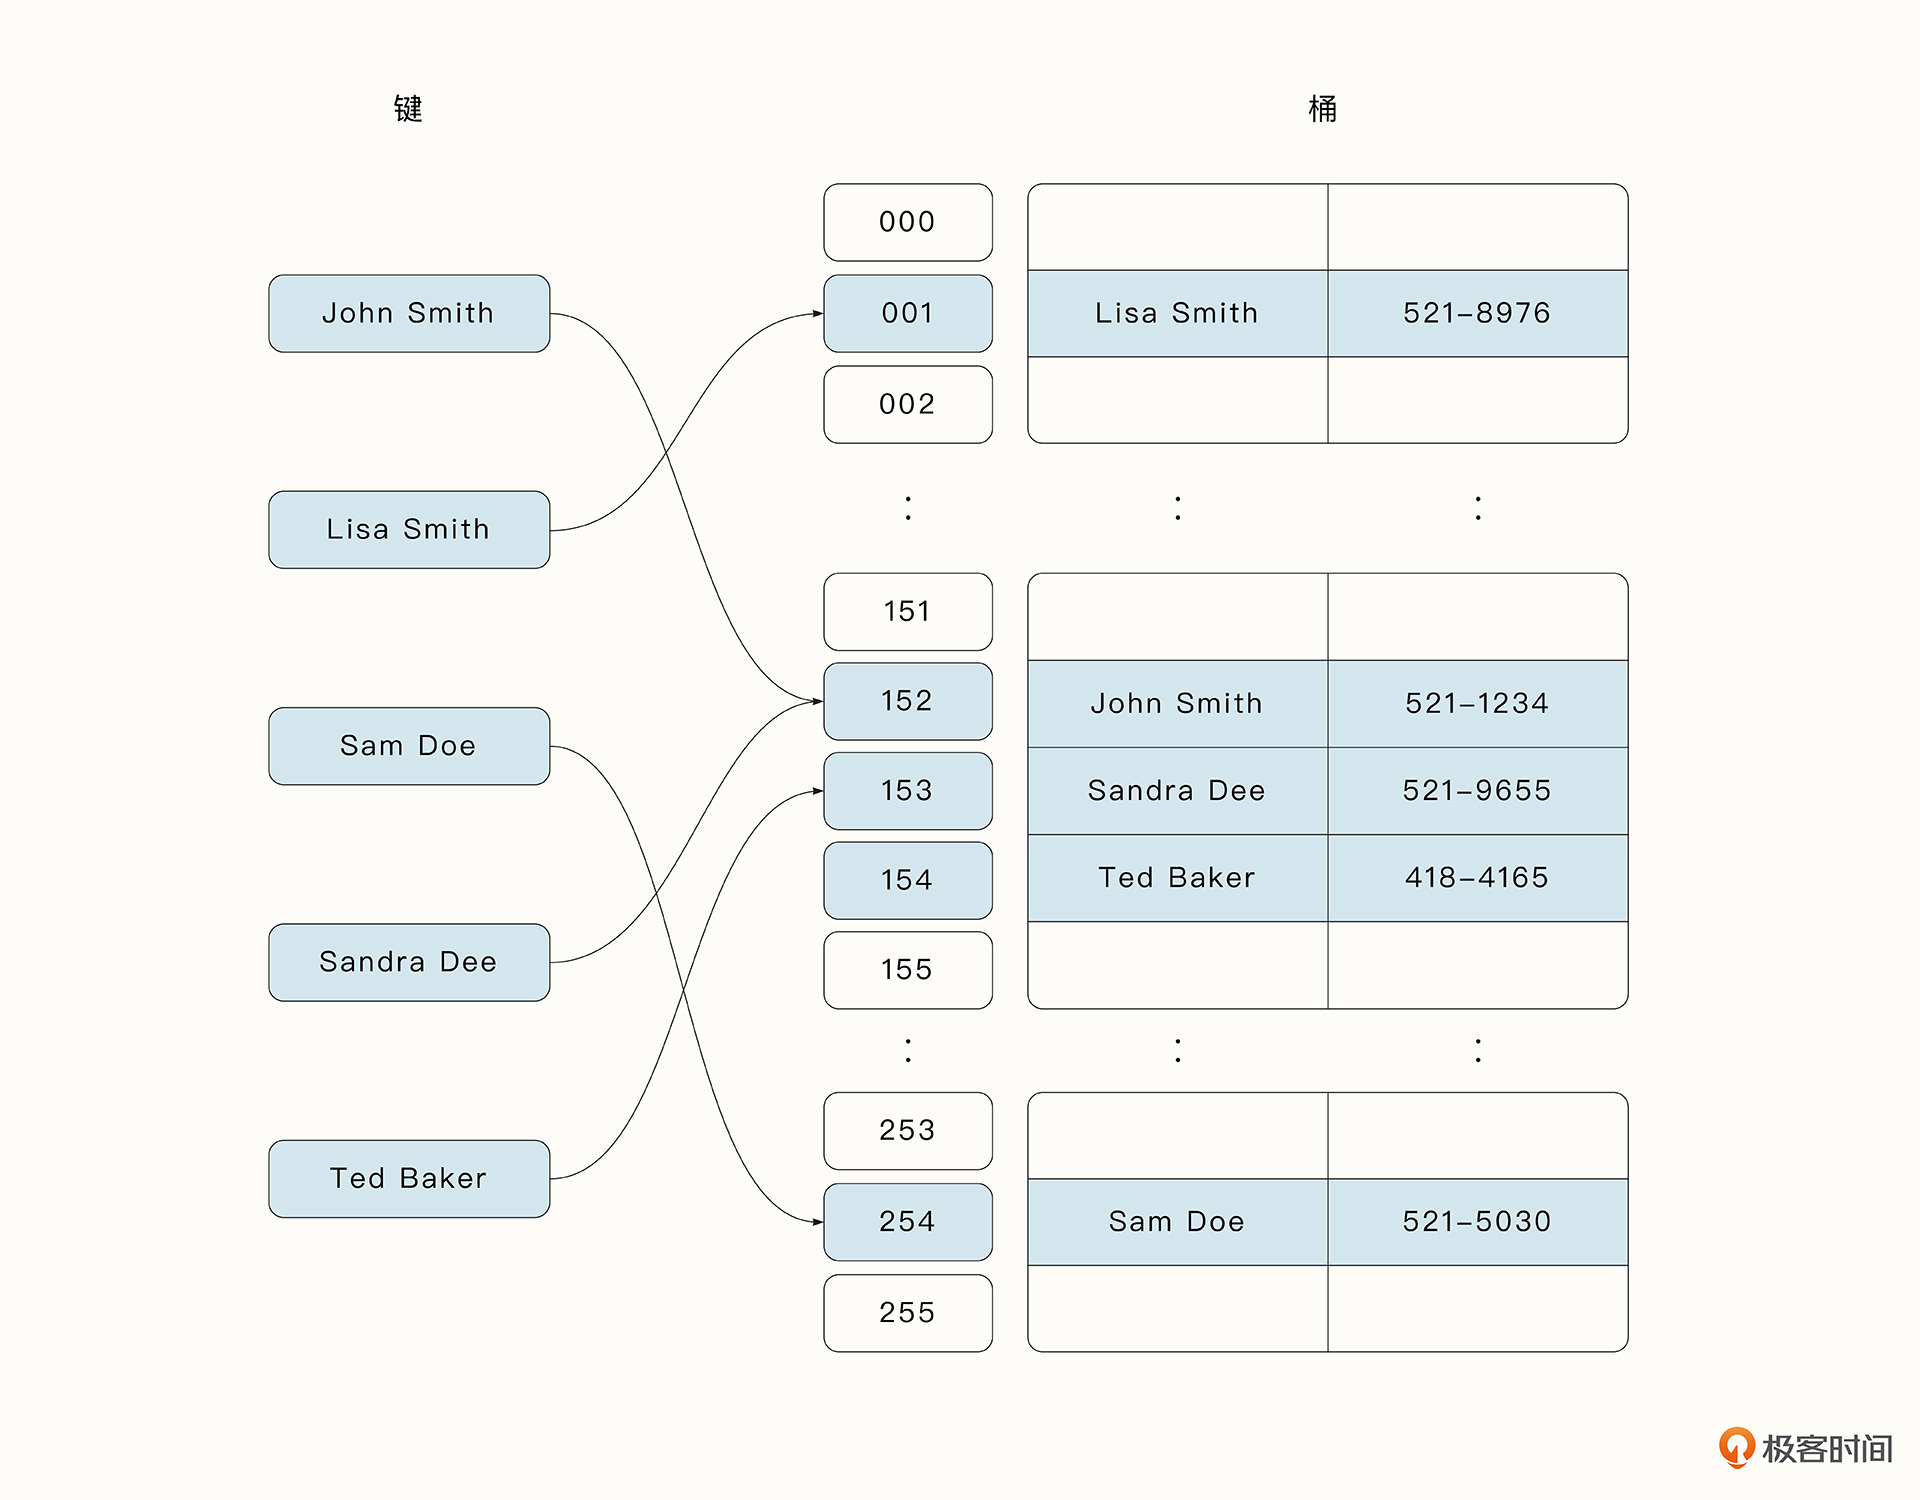 键
桶
John Smith
Lisa Smith
Sam Doe
Sandra Dee
Ted Baker
000
001 Lisa Smith 521-8976
002
: : :
151
152 John Smith 521-1234
153 Sandra Dee 521-9655
154 Ted Baker 418-4165
155
: : :
253
254 Sam Doe 521-5030
255
极客时间